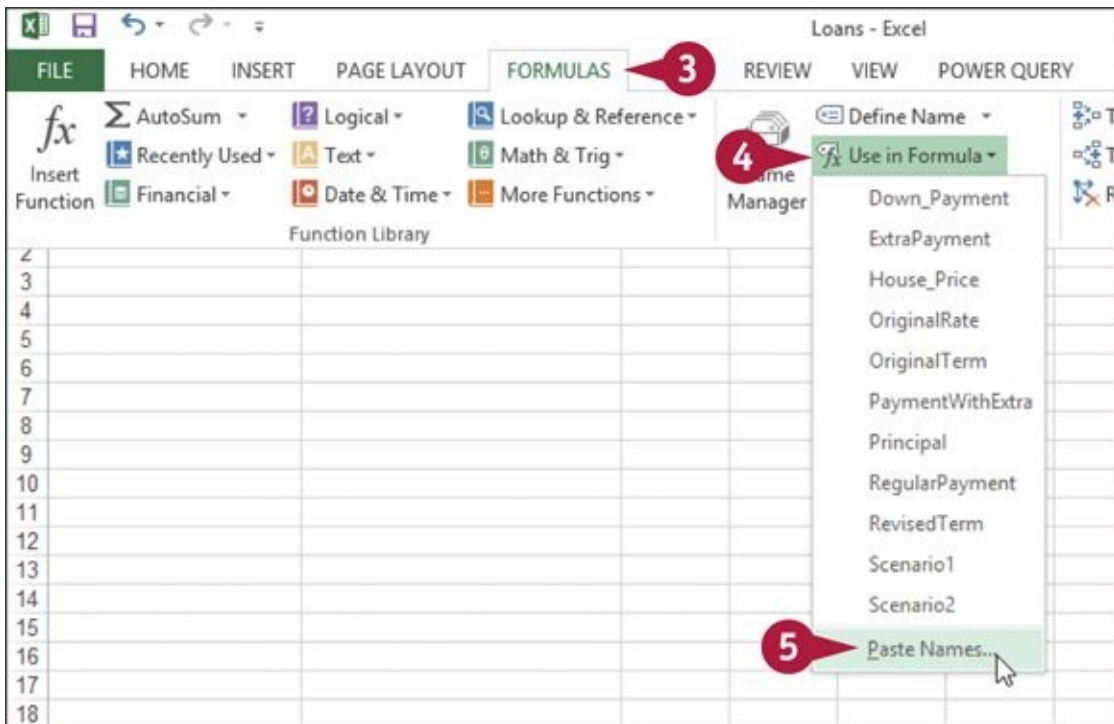 Loans - Excel
FILE HOME INSERT PAGE LAYOUT FORMULAS 3 REVIEW VIEW POWER QUERY
fx Insert Function
Σ AutoSum
Recently Used
Financial
Logical
Text
Date & Time
Lookup & Reference
Math & Trig
More Functions
Function Library
Manager
Define Name
4 Use in Formula
Down_Payment
ExtraPayment
House_Price
OriginalRate
OriginalTerm
PaymentWithExtra
Principal
RegularPayment
RevisedTerm
Scenario1
Scenario2
5 Paste Names...
2
3
4
5
6
7
8
9
10
11
12
13
14
15
16
17
18